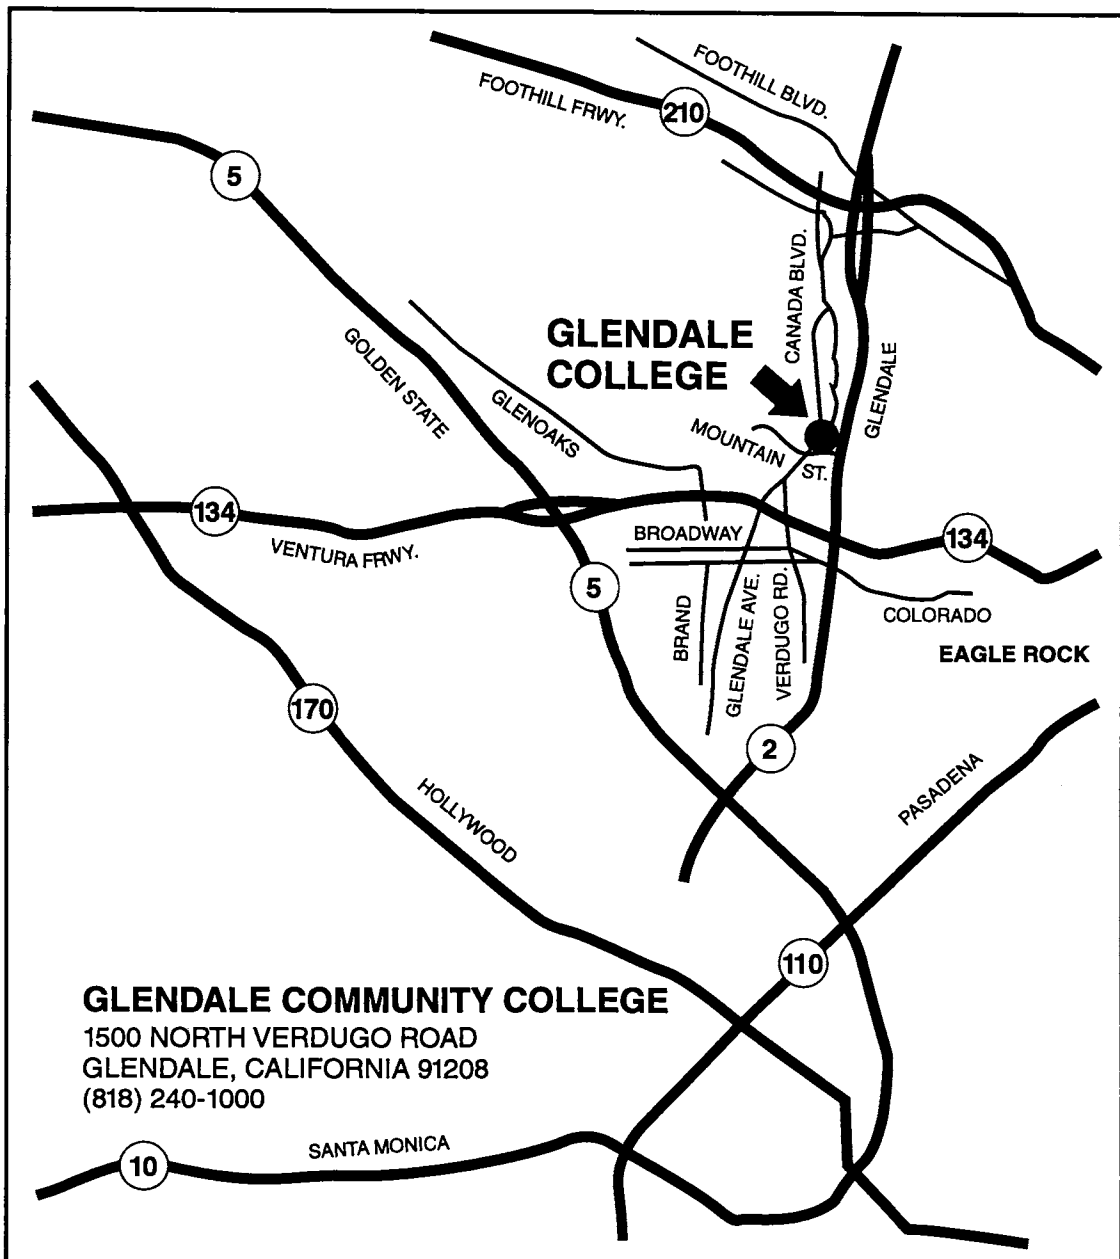 FOOTHILL BLVD.
FOOTHILL FRWY.
210
5
CANADA BLVD.
GLENDALE
COLLEGE
GOLDEN STATE
GLENOAKS
GLENDALE
MOUNTAIN
ST.
134
VENTURA FRWY.
BROADWAY
134
5
BRAND
GLENDALE AVE.
VERDUGO RD.
COLORADO
EAGLE ROCK
170
2
HOLLYWOOD
PASADENA
110
GLENDALE COMMUNITY COLLEGE
1500 NORTH VERDUGO ROAD
GLENDALE, CALIFORNIA 91208
(818) 240-1000
SANTA MONICA
10